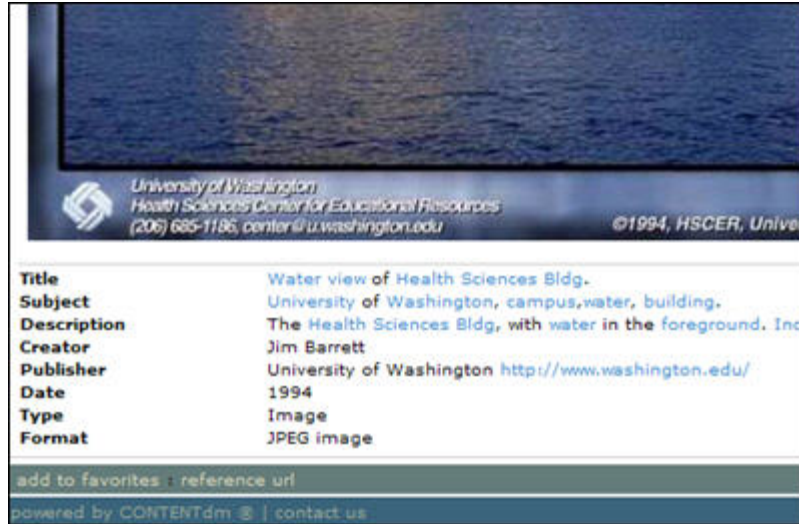 University of Washington
Health Sciences Center for Educational Resources
(206) 685-1186, center@u.washington.edu
©1994, HSCER, Unive
Title Water view of Health Sciences Bldg.
Subject University of Washington, campus,water, building.
Description The Health Sciences Bldg, with water in the foreground. Inc
Creator Jim Barrett
Publisher University of Washington http://www.washington.edu/
Date 1994
Type Image
Format JPEG image
add to favorites : reference url
powered by CONTENTdm ® | contact us